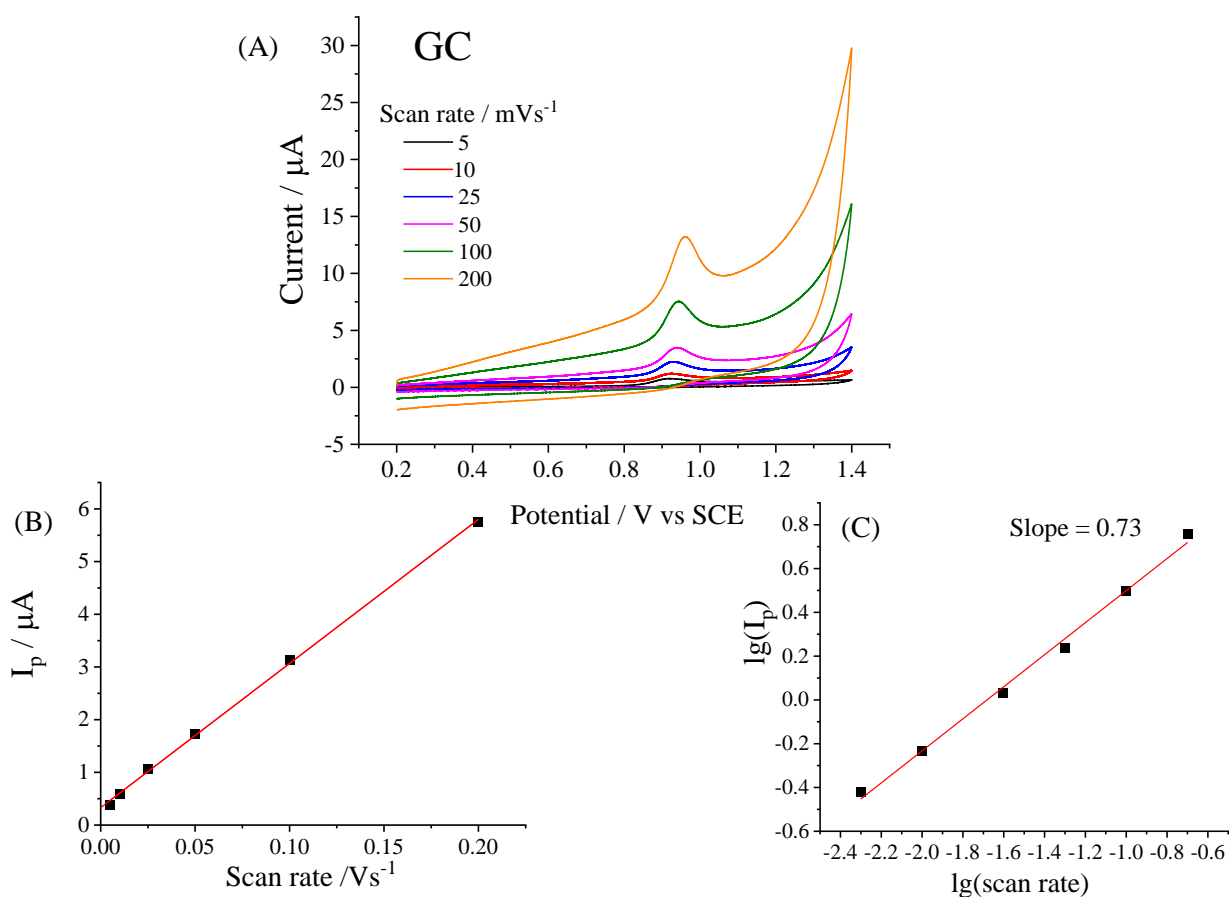 (A)
GC
Scan rate / mVs⁻¹
5
10
25
50
100
200
Current / μA
30
25
20
15
10
5
0
-5
0.2 0.4 0.6 0.8 1.0 1.2 1.4
Potential / V vs SCE
(B)
I_p / μA
6
5
4
3
2
1
0
0.00 0.05 0.10 0.15 0.20
Scan rate /Vs⁻¹
(C)
Slope = 0.73
lg(I_p)
0.8
0.6
0.4
0.2
0.0
-0.2
-0.4
-0.6
-2.4 -2.2 -2.0 -1.8 -1.6 -1.4 -1.2 -1.0 -0.8 -0.6
lg(scan rate)